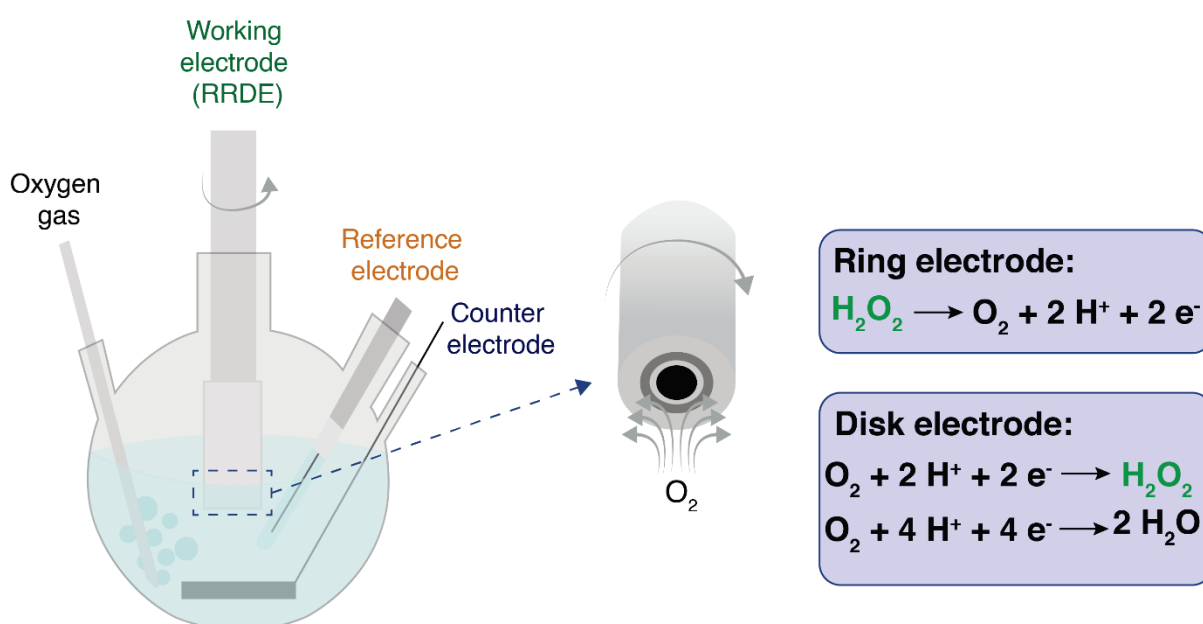 Working
electrode
(RRDE)
Oxygen
gas
Reference
electrode
Counter
electrode
O₂
Ring electrode:
H₂O₂ ⟶ O₂ + 2 H⁺ + 2 e⁻
Disk electrode:
O₂ + 2 H⁺ + 2 e⁻ ⟶ H₂O₂
O₂ + 4 H⁺ + 4 e⁻ ⟶ 2 H₂O